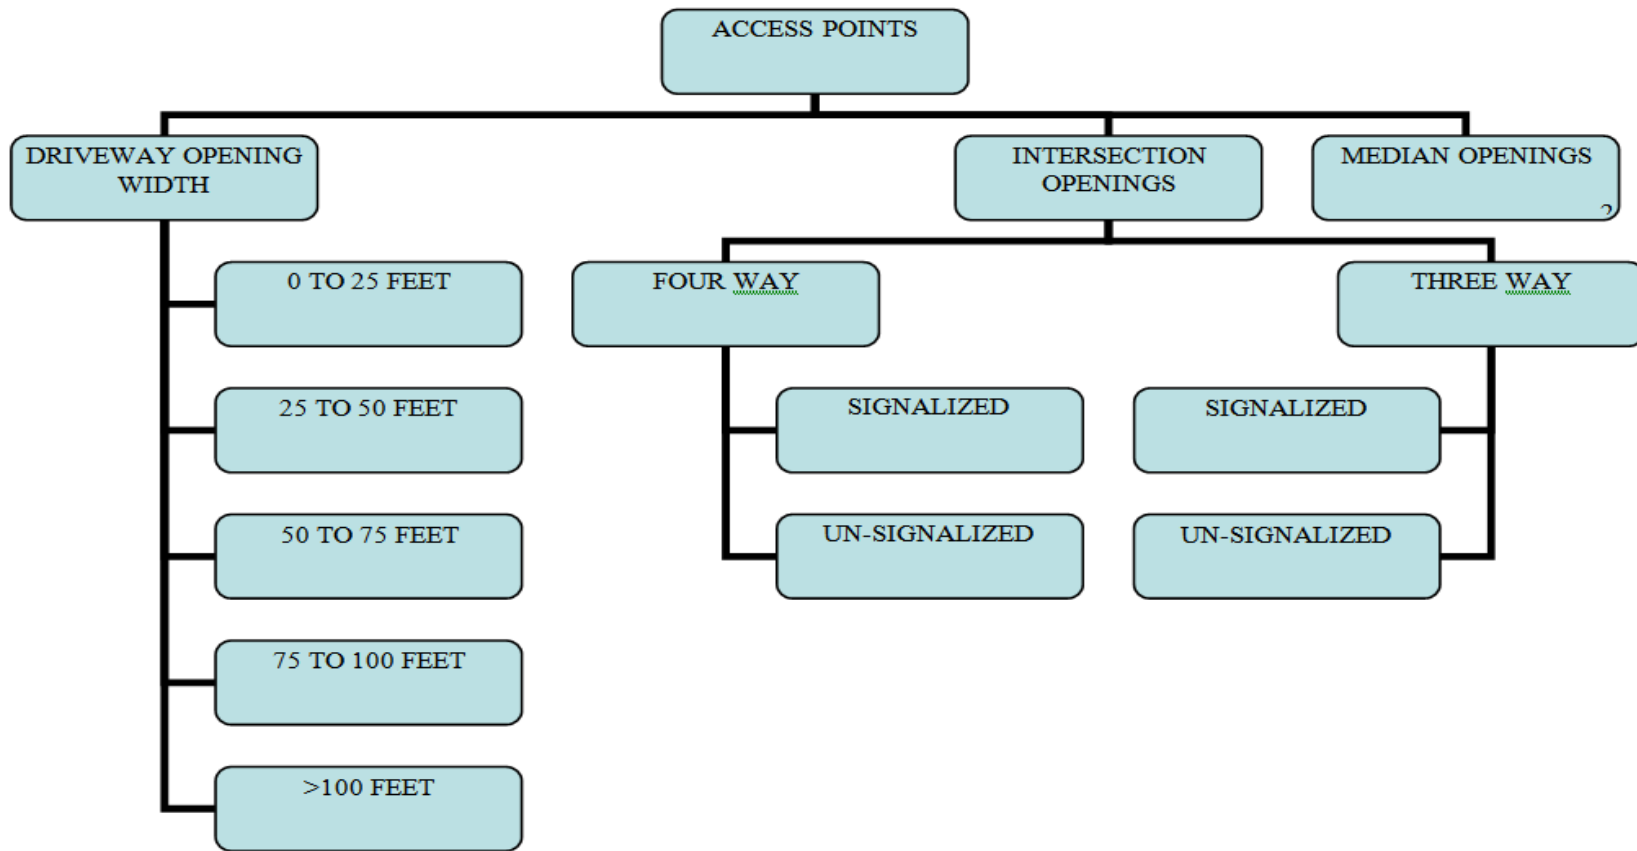 ACCESS POINTS
DRIVEWAY OPENING
WIDTH
INTERSECTION
OPENINGS
MEDIAN OPENINGS
0 TO 25 FEET
FOUR WAY
THREE WAY
25 TO 50 FEET
SIGNALIZED
SIGNALIZED
50 TO 75 FEET
UN-SIGNALIZED
UN-SIGNALIZED
75 TO 100 FEET
>100 FEET